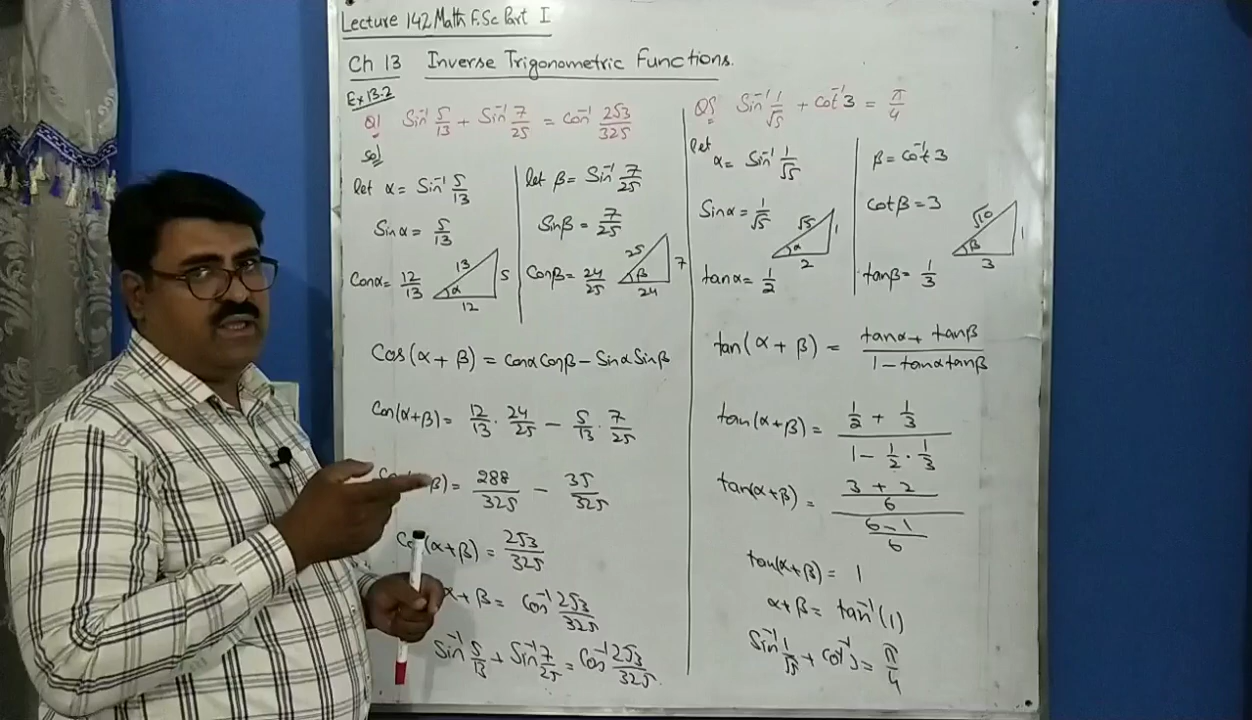 Lecture 142 Math F.Sc Part I
Ch 13 Inverse Trigonometric Functions.
Ex 13.2
Q1 Sin⁻¹ 5/13 + Sin⁻¹ 7/25 = Cos⁻¹ 253/325
Sol
let α = Sin⁻¹ 5/13
Sinα = 5/13
Cosα = 12/13
13
5
α
12
let β = Sin⁻¹ 7/25
Sinβ = 7/25
Cosβ = 24/25
25
7
β
24
Cos(α + β) = Cosα Cosβ − Sinα Sinβ
Cos(α+β) = 12/13 . 24/25 − 5/13 . 7/25
β) = 288/325 − 35/325
(α+β) = 253/325
α + β = Cos⁻¹ 253/325
Sin⁻¹ 5/13 + Sin⁻¹ 7/25 = Cos⁻¹ 253/325
Q5 Sin⁻¹ 1/√5 + Cot⁻¹ 3 = π/4
let
α = Sin⁻¹ 1/√5
Sinα = 1/√5
tanα = 1/2
√5
1
α
2
β = Cot⁻¹ 3
Cotβ = 3
tanβ = 1/3
√10
1
β
3
tan(α + β) = tanα + tanβ / 1 − tanα tanβ
tan(α+β) = 1/2 + 1/3 / 1 − 1/2 . 1/3
tan(α+β) = 3 + 2 / 6 / 6 − 1 / 6
tan(α+β) = 1
α+β = tan⁻¹(1)
Sin⁻¹ 1/√5 + Cot⁻¹ 3 = π/4